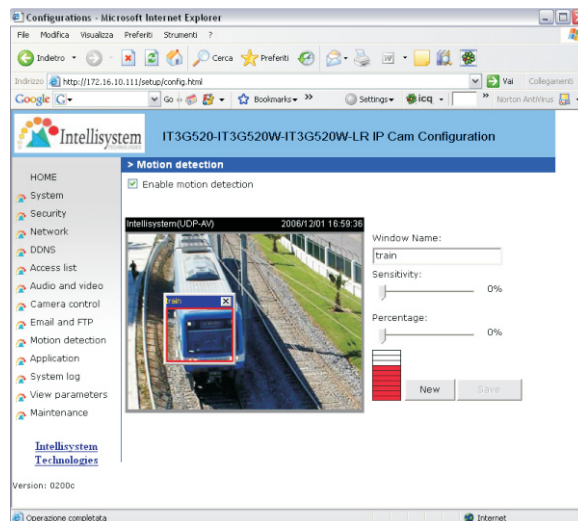 Configurations - Microsoft Internet Explorer
File Modifica Visualizza Preferiti Strumenti ?
Indietro Cerca Preferiti
Indirizzo http://172.16.10.111/setup/config.html Vai Collegamenti
Google G Go Bookmarks Settings icq Norton AntiVirus
Intellisystem IT3G520-IT3G520W-IT3G520W-LR IP Cam Configuration
> Motion detection
Enable motion detection
HOME
System
Security
Network
DDNS
Access list
Audio and video
Camera control
Email and FTP
Motion detection
Application
System log
View parameters
Maintenance
Intellisystem
Technologies
Version: 0200c
Intellisystem(UDP-AV) 2006/12/01 16:59:36
train
Window Name:
train
Sensitivity:
0%
Percentage:
0%
New Save
Operazione completata Internet